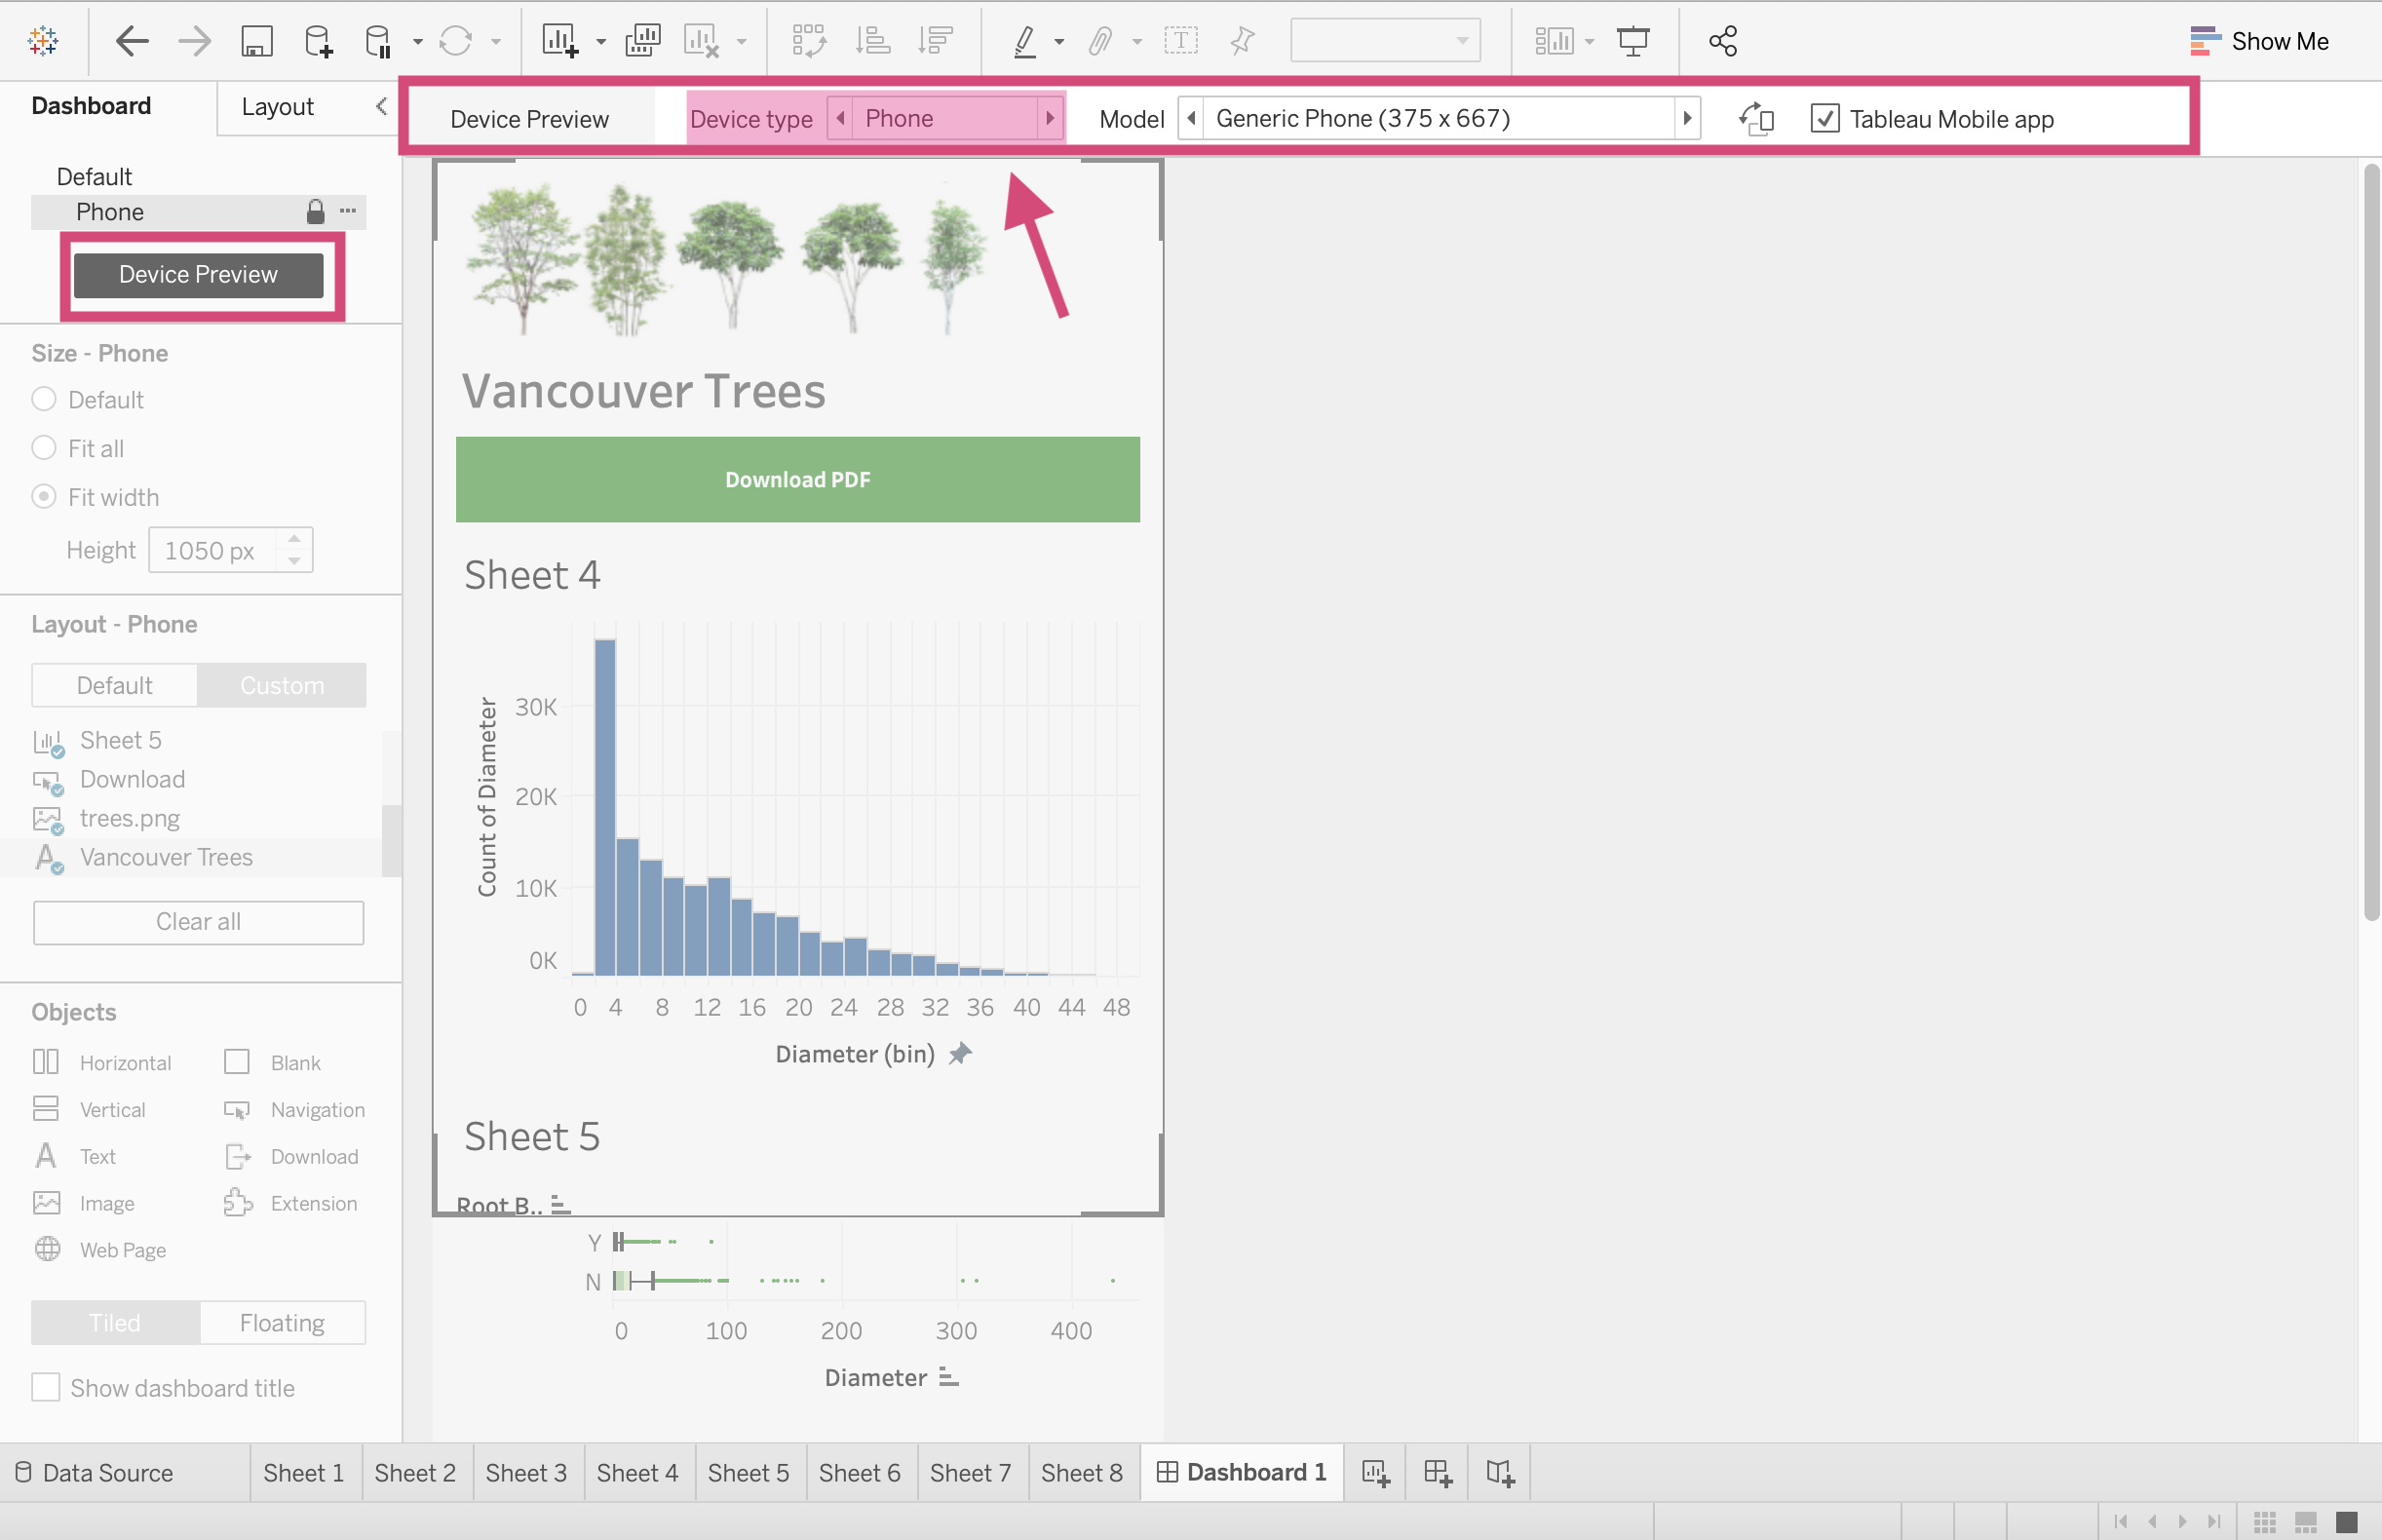 Show Me
Dashboard
Layout
Device Preview
Device type
Phone
Model
Generic Phone (375 x 667)
Tableau Mobile app
Default
Phone
Device Preview
Size - Phone
Default
Fit all
Fit width
Height
1050 px
Layout - Phone
Default
Custom
Sheet 5
Download
trees.png
Vancouver Trees
Clear all
Objects
Horizontal
Blank
Vertical
Navigation
Text
Download
Image
Extension
Web Page
Tiled
Floating
Show dashboard title
Vancouver Trees
Download PDF
Sheet 4
Count of Diameter
30K
20K
10K
0K
0 4 8 12 16 20 24 28 32 36 40 44 48
Diameter (bin)
Sheet 5
Root B..
Y
N
0 100 200 300 400
Diameter
Data Source
Sheet 1
Sheet 2
Sheet 3
Sheet 4
Sheet 5
Sheet 6
Sheet 7
Sheet 8
Dashboard 1